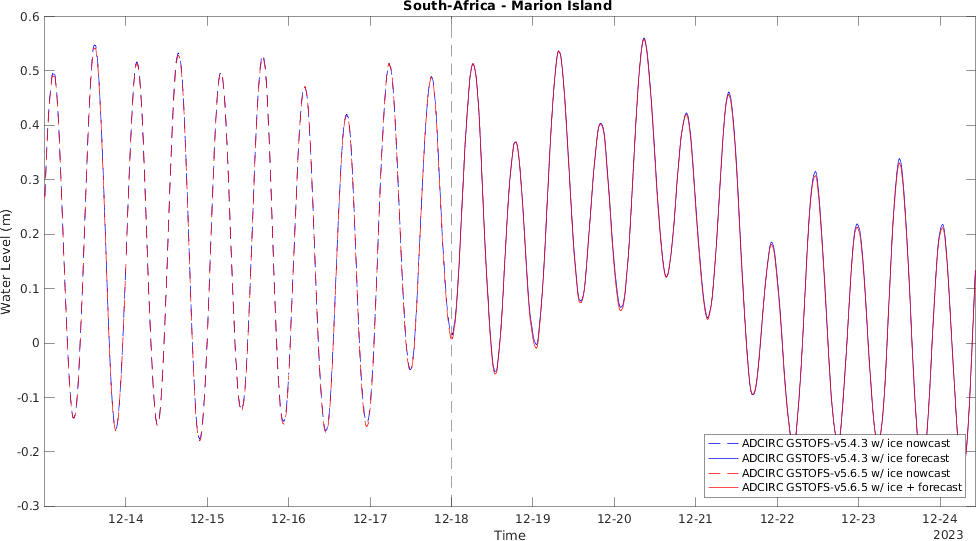 South-Africa - Marion Island
0.6
0.5
0.4
0.3
0.2
0.1
0
-0.1
-0.2
-0.3
Water Level (m)
ADCIRC GSTOFS-v5.4.3 w/ ice nowcast
ADCIRC GSTOFS-v5.4.3 w/ ice forecast
ADCIRC GSTOFS-v5.6.5 w/ ice nowcast
ADCIRC GSTOFS-v5.6.5 w/ ice + forecast
12-14 12-15 12-16 12-17 12-18 12-19 12-20 12-21 12-22 12-23 12-24
Time
2023